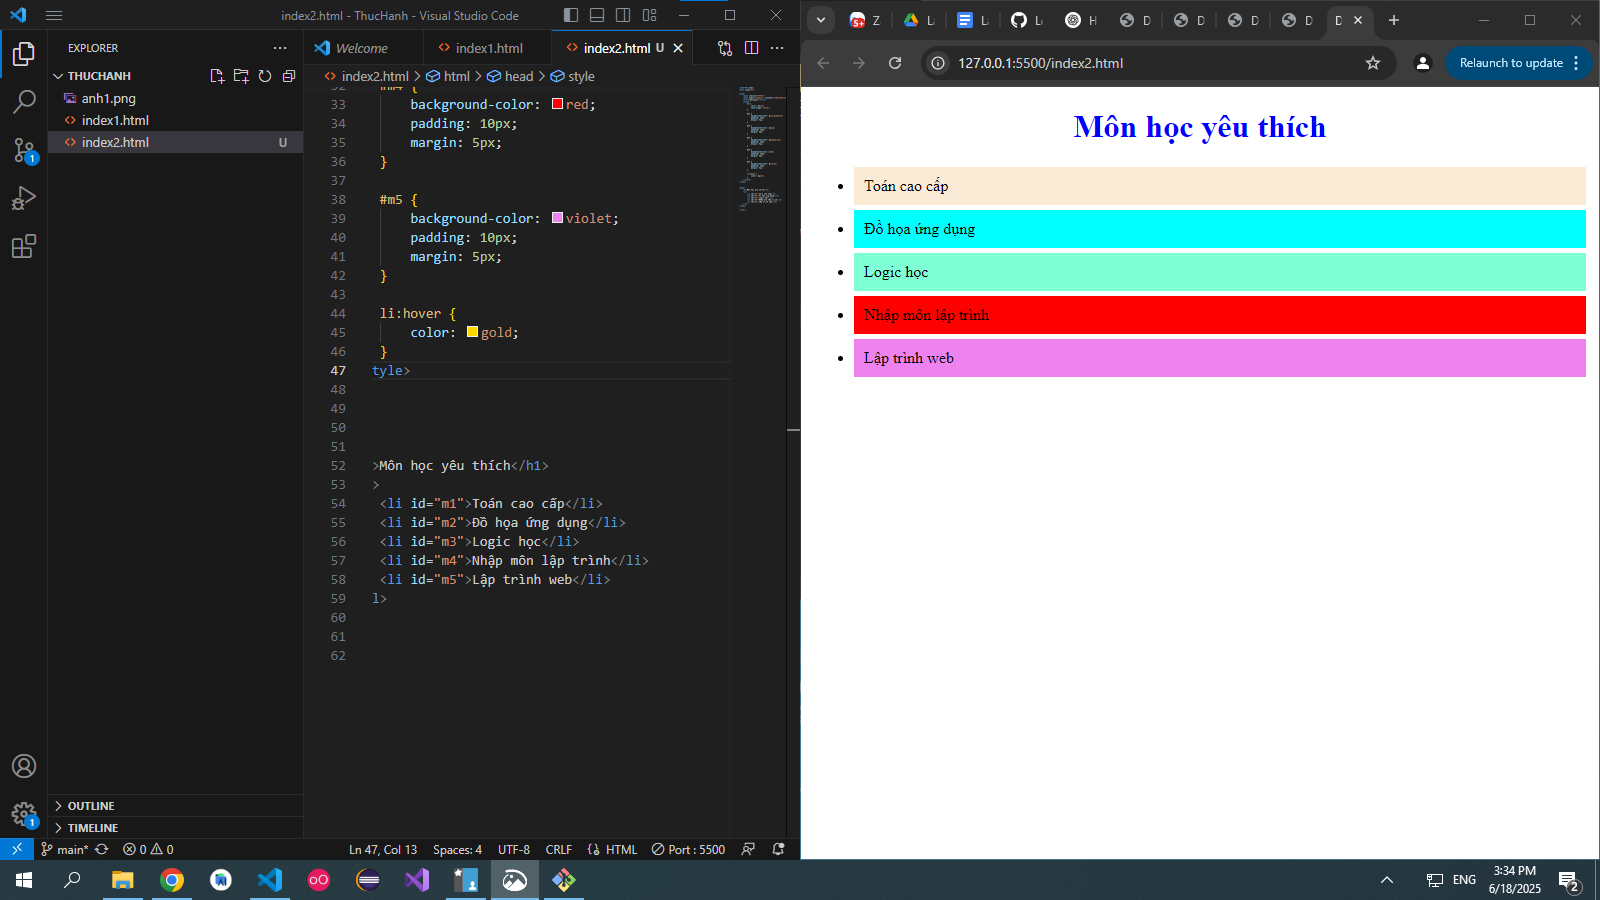 index2.html - ThucHanh - Visual Studio Code
EXPLORER
THUCHANH
anh1.png
index1.html
index2.html
U
OUTLINE
TIMELINE
Welcome
index1.html
index2.html U
index2.html > html > head > style
32 #m4 {
33 background-color: red;
34 padding: 10px;
35 margin: 5px;
36 }
37
38 #m5 {
39 background-color: violet;
40 padding: 10px;
41 margin: 5px;
42 }
43
44 li:hover {
45 color: gold;
46 }
47 tyle>
48
49
50
51
52 >Môn học yêu thích</h1>
53 >
54 <li id="m1">Toán cao cấp</li>
55 <li id="m2">Đồ họa ứng dụng</li>
56 <li id="m3">Logic học</li>
57 <li id="m4">Nhập môn lập trình</li>
58 <li id="m5">Lập trình web</li>
59 l>
60
61
62
1
1
main* 0 0 Ln 47, Col 13 Spaces: 4 UTF-8 CRLF HTML Port : 5500
5+ Z L L L H D D D D D
127.0.0.1:5500/index2.html
Relaunch to update
Môn học yêu thích
Toán cao cấp
Đồ họa ứng dụng
Logic học
Nhập môn lập trình
Lập trình web
ENG
3:34 PM
6/18/2025
2